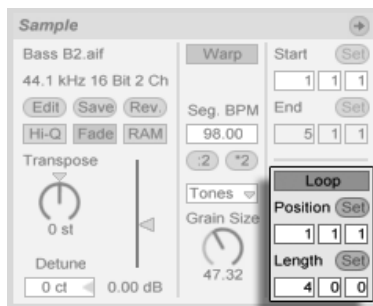 Sample
Bass B2.aif
44.1 kHz 16 Bit 2 Ch
Edit Save Rev.
Hi-Q Fade RAM
Transpose
0 st
Detune
0 ct 0.00 dB
Warp
Seg. BPM
98.00
:2 *2
Tones
Grain Size
47.32
Start Set
1 1 1
End Set
5 1 1
Loop
Position Set
1 1 1
Length Set
4 0 0